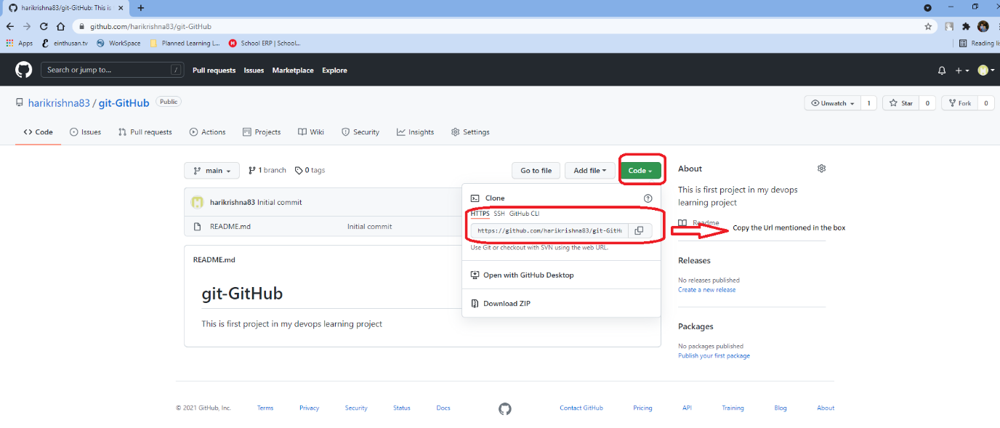 harikrishna83/git-GitHub: This is
github.com/harikrishna83/git-GitHub
Apps einthusan.tv WorkSpace Planned Learning L... School ERP | School... Reading lis
Search or jump to... / Pull requests Issues Marketplace Explore
harikrishna83 / git-GitHub Public Unwatch 1 Star 0 Fork 0
Code Issues Pull requests Actions Projects Wiki Security Insights Settings
main 1 branch 0 tags Go to file Add file Code
harikrishna83 Initial commit
README.md Initial commit
Clone
HTTPS SSH GitHub CLI
https://github.com/harikrishna83/git-GitH
Use Git or checkout with SVN using the web URL.
Open with GitHub Desktop
Download ZIP
README.md
git-GitHub
This is first project in my devops learning project
About
This is first project in my devops
learning project
Readme
Copy the Url mentioned in the box
Releases
No releases published
Create a new release
Packages
No packages published
Publish your first package
© 2021 GitHub, Inc. Terms Privacy Security Status Docs Contact GitHub Pricing API Training Blog About